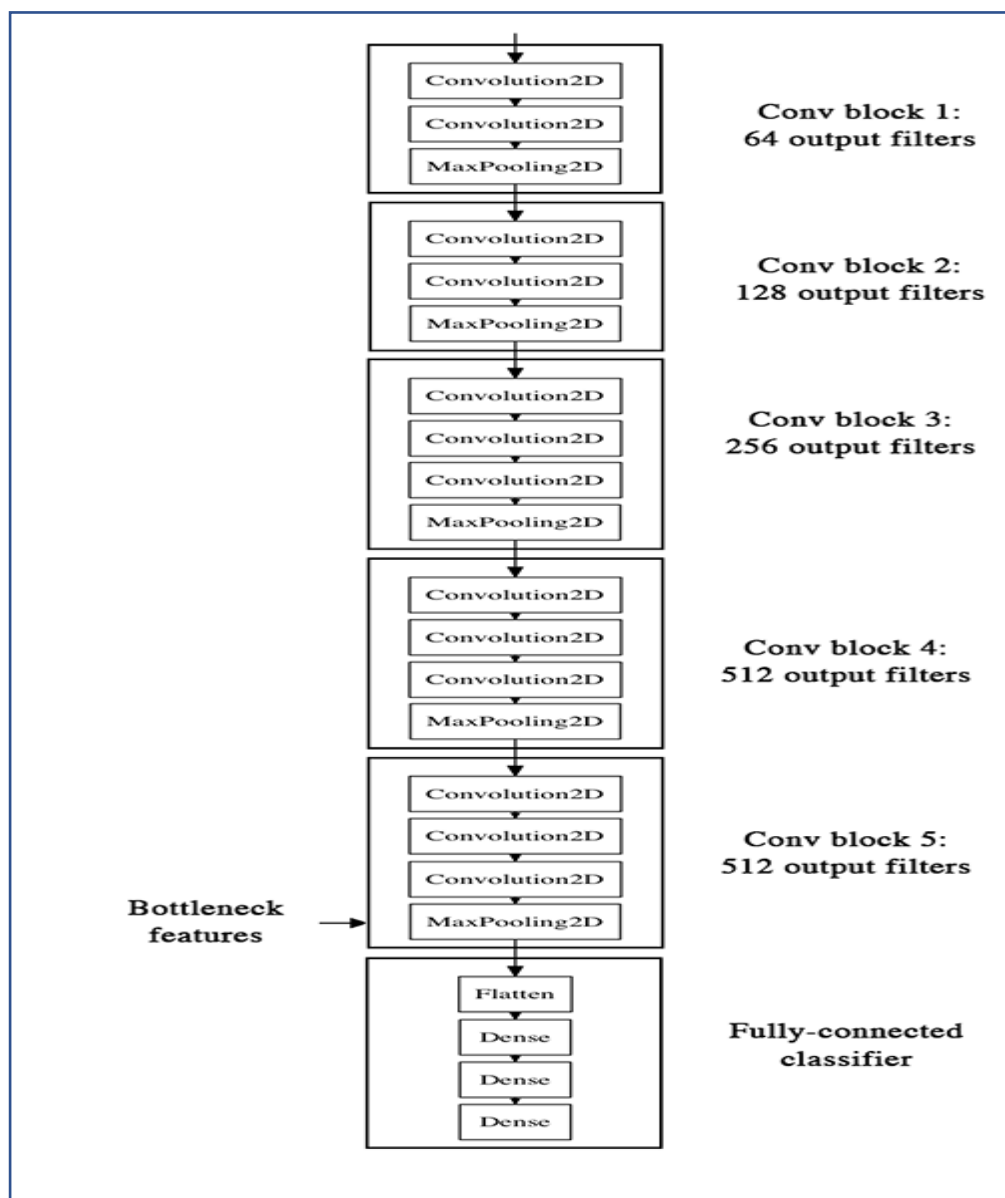 Convolution2D
Convolution2D
MaxPooling2D
Conv block 1:
64 output filters
Convolution2D
Convolution2D
MaxPooling2D
Conv block 2:
128 output filters
Convolution2D
Convolution2D
Convolution2D
MaxPooling2D
Conv block 3:
256 output filters
Convolution2D
Convolution2D
Convolution2D
MaxPooling2D
Conv block 4:
512 output filters
Convolution2D
Convolution2D
Convolution2D
MaxPooling2D
Conv block 5:
512 output filters
Bottleneck
features
Flatten
Dense
Dense
Dense
Fully-connected
classifier